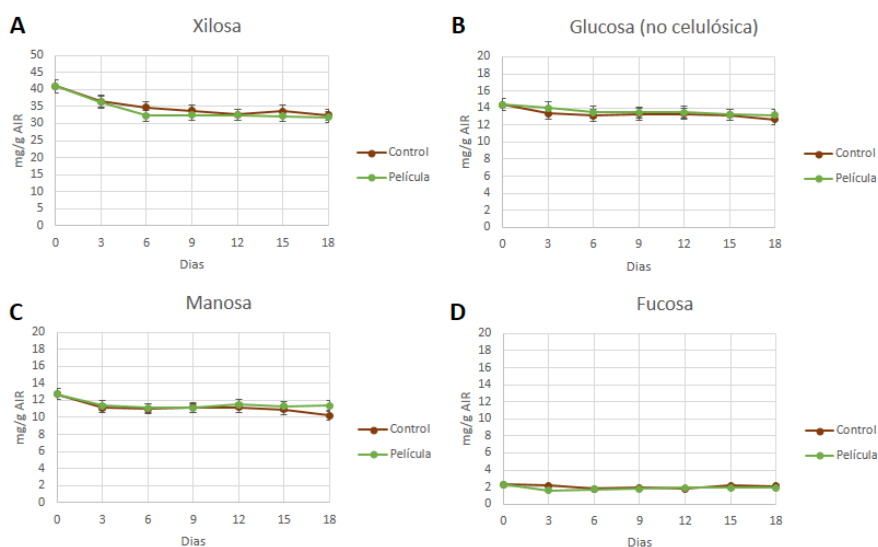 A
Xilosa
50
45
40
35
30
25
20
15
10
5
0
mg/g AIR
0 3 6 9 12 15 18
Dias
Control
Película
B
Glucosa (no celulósica)
20
18
16
14
12
10
8
6
4
2
0
mg/g AIR
0 3 6 9 12 15 18
Dias
Control
Película
C
Manosa
20
18
16
14
12
10
8
6
4
2
0
mg/g AIR
0 3 6 9 12 15 18
Dias
Control
Película
D
Fucosa
20
18
16
14
12
10
8
6
4
2
0
mg/g AIR
0 3 6 9 12 15 18
Dias
Control
Película